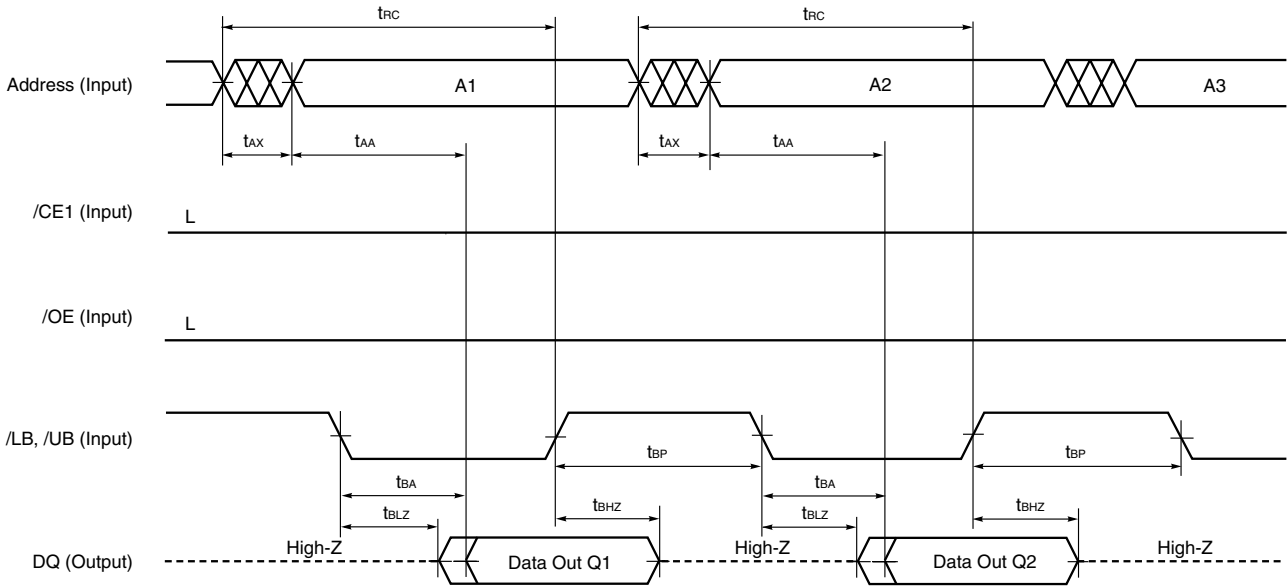 tRC tRC
Address (Input) A1 A2 A3
tAX tAA tAX tAA
/CE1 (Input) L
/OE (Input) L
/LB, /UB (Input)
tBP tBP
tBA tBA
tBLZ tBHZ tBLZ tBHZ
DQ (Output) High-Z Data Out Q1 High-Z Data Out Q2 High-Z